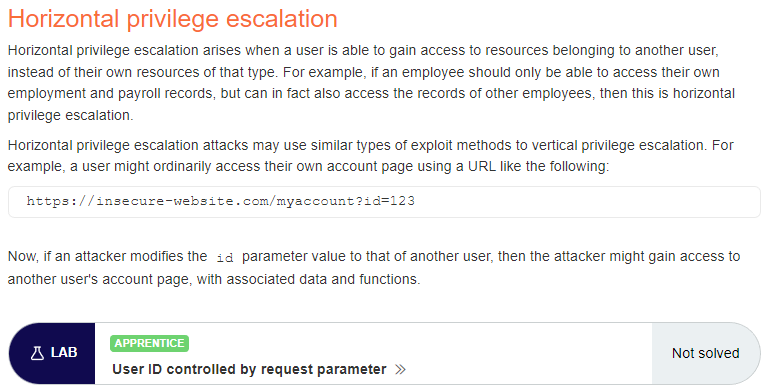 Horizontal privilege escalation
Horizontal privilege escalation arises when a user is able to gain access to resources belonging to another user,
instead of their own resources of that type. For example, if an employee should only be able to access their own
employment and payroll records, but can in fact also access the records of other employees, then this is horizontal
privilege escalation.
Horizontal privilege escalation attacks may use similar types of exploit methods to vertical privilege escalation. For
example, a user might ordinarily access their own account page using a URL like the following:
https://insecure-website.com/myaccount?id=123
Now, if an attacker modifies the id parameter value to that of another user, then the attacker might gain access to
another user's account page, with associated data and functions.
LAB
APPRENTICE
User ID controlled by request parameter »
Not solved